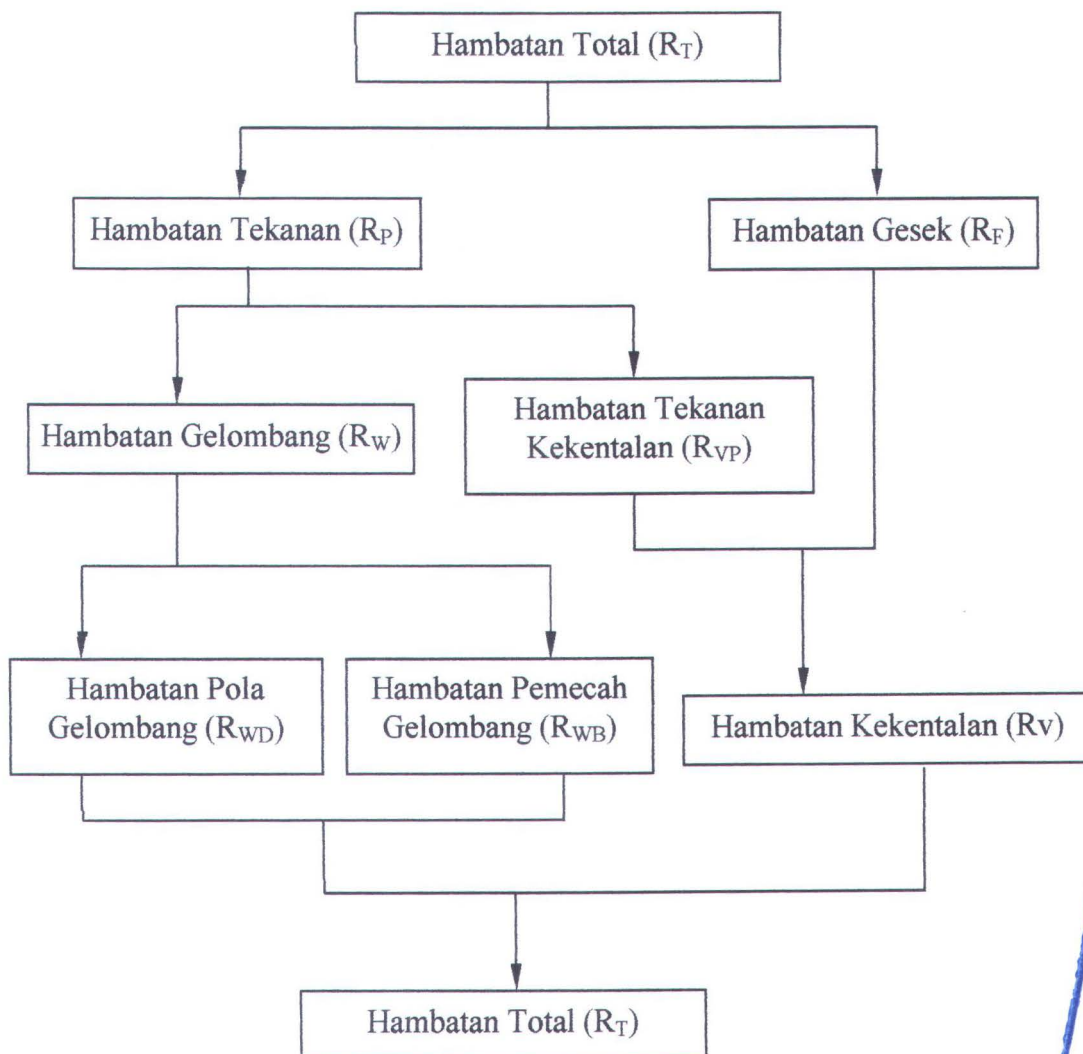 Hambatan Total (R_T)
Hambatan Tekanan (R_P)
Hambatan Gesek (R_F)
Hambatan Gelombang (R_W)
Hambatan Tekanan
Kekentalan (R_VP)
Hambatan Pola
Gelombang (R_WD)
Hambatan Pemecah
Gelombang (R_WB)
Hambatan Kekentalan (Rv)
Hambatan Total (R_T)